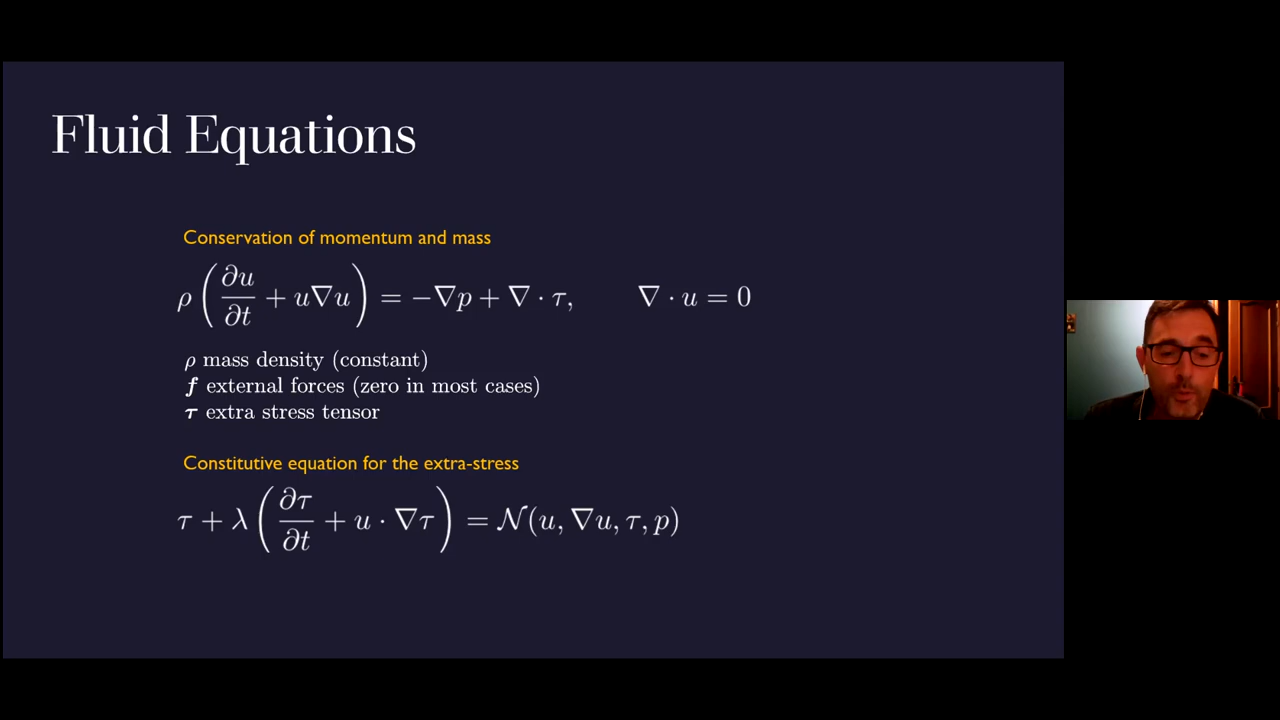 Fluid Equations
Conservation of momentum and mass
ρ(∂u/∂t + u∇u) = −∇p + ∇ · τ,    ∇ · u = 0
ρ mass density (constant)
f external forces (zero in most cases)
τ extra stress tensor
Constitutive equation for the extra-stress
τ + λ(∂τ/∂t + u · ∇τ) = 𝒩(u, ∇u, τ, p)